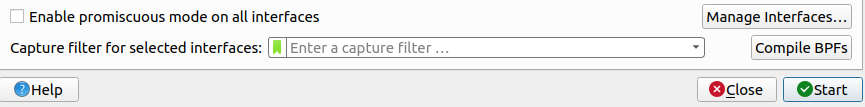 Enable promiscuous mode on all interfaces
Manage Interfaces...
Capture filter for selected interfaces: Enter a capture filter ...
Compile BPFs
Help
Close
Start